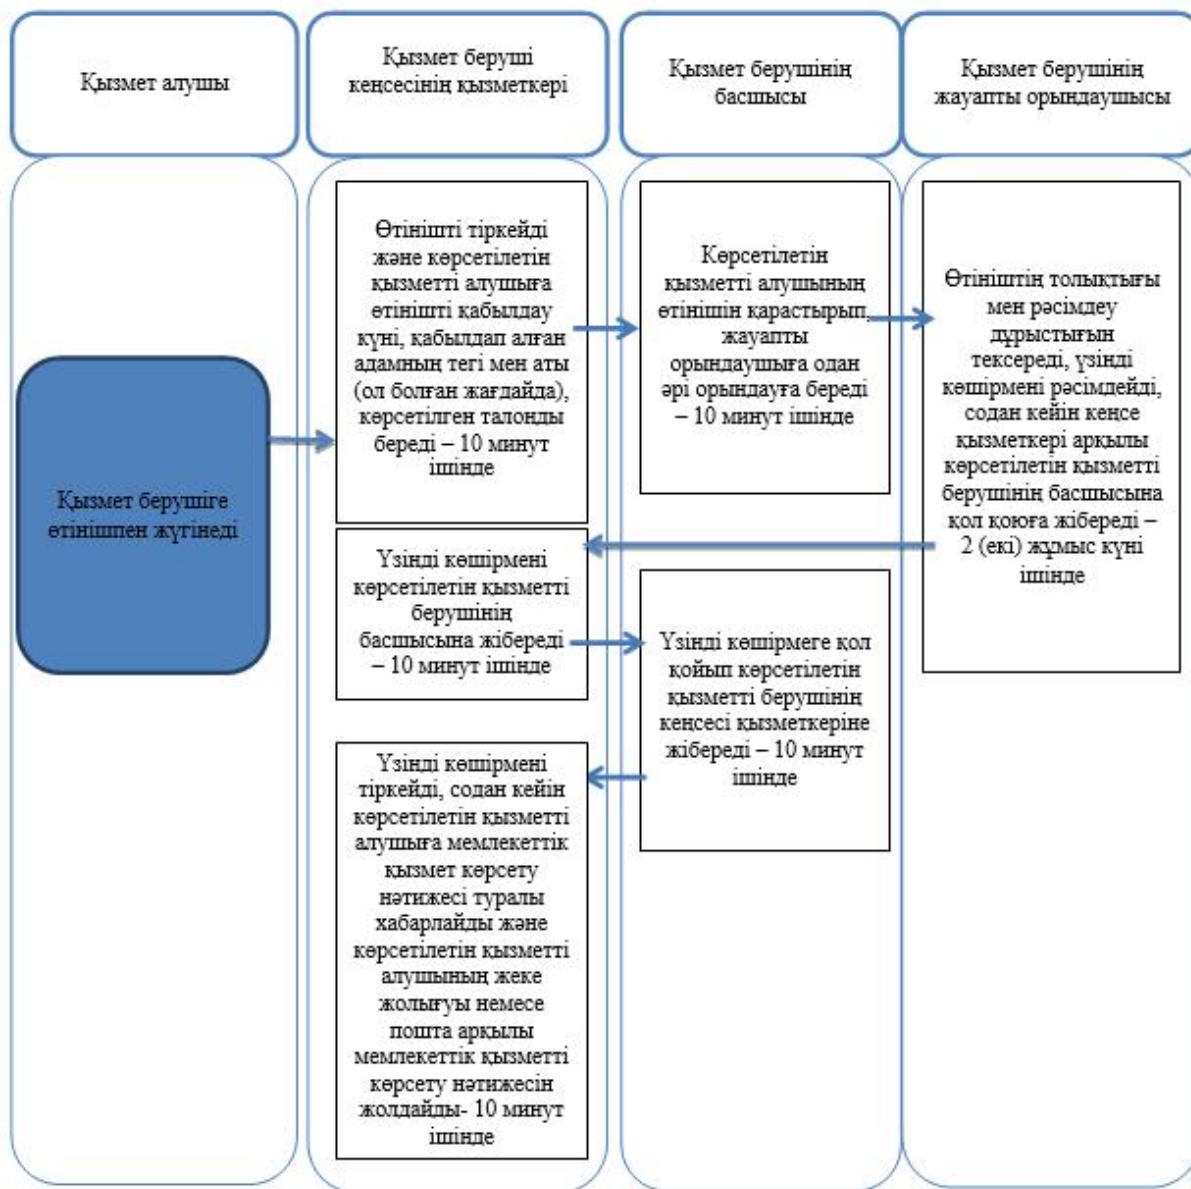 Қызмет алушы
Қызмет беруші
кеңсесінің қызметкері
Қызмет берушінің
басшысы
Қызмет берушінің
жауапты орындаушысы
Қызмет берушіге
өтінішпен жүгінеді
Өтінішті тіркейді
және көрсетілетін
қызметті алушыға
өтінішті қабылдау
күні, қабылдап алған
адамның тегі мен аты
(ол болған жағдайда),
көрсетілген талонды
береді – 10 минут
ішінде
Көрсетілетін
қызметті алушының
өтінішін қарастырып,
жауапты
орындаушыға одан
әрі орындауға береді
– 10 минут ішінде
Өтініштің толықтығы
мен рәсімдеу
дұрыстығын
тексереді, үзінді
көшірмені рәсімдейді,
содан кейін кеңсе
қызметкері арқылы
көрсетілетін қызметті
берушінің басшысына
қол қоюға жібереді –
2 (екі) жұмыс күні
ішінде
Үзінді көшірмені
көрсетілетін қызметті
берушінің
басшысына жібереді
– 10 минут ішінде
Үзінді көшірмеге қол
қойып көрсетілетін
қызметті берушінің
кеңсесі қызметкеріне
жібереді – 10 минут
ішінде
Үзінді көшірмені
тіркейді, содан кейін
көрсетілетін қызметті
алушыға мемлекеттік
қызмет көрсету
нәтижесі туралы
хабарлайды және
көрсетілетін қызметті
алушының жеке
жолығуы немесе
пошта арқылы
мемлекеттік қызметті
көрсету нәтижесін
жолдайды- 10 минут
ішінде